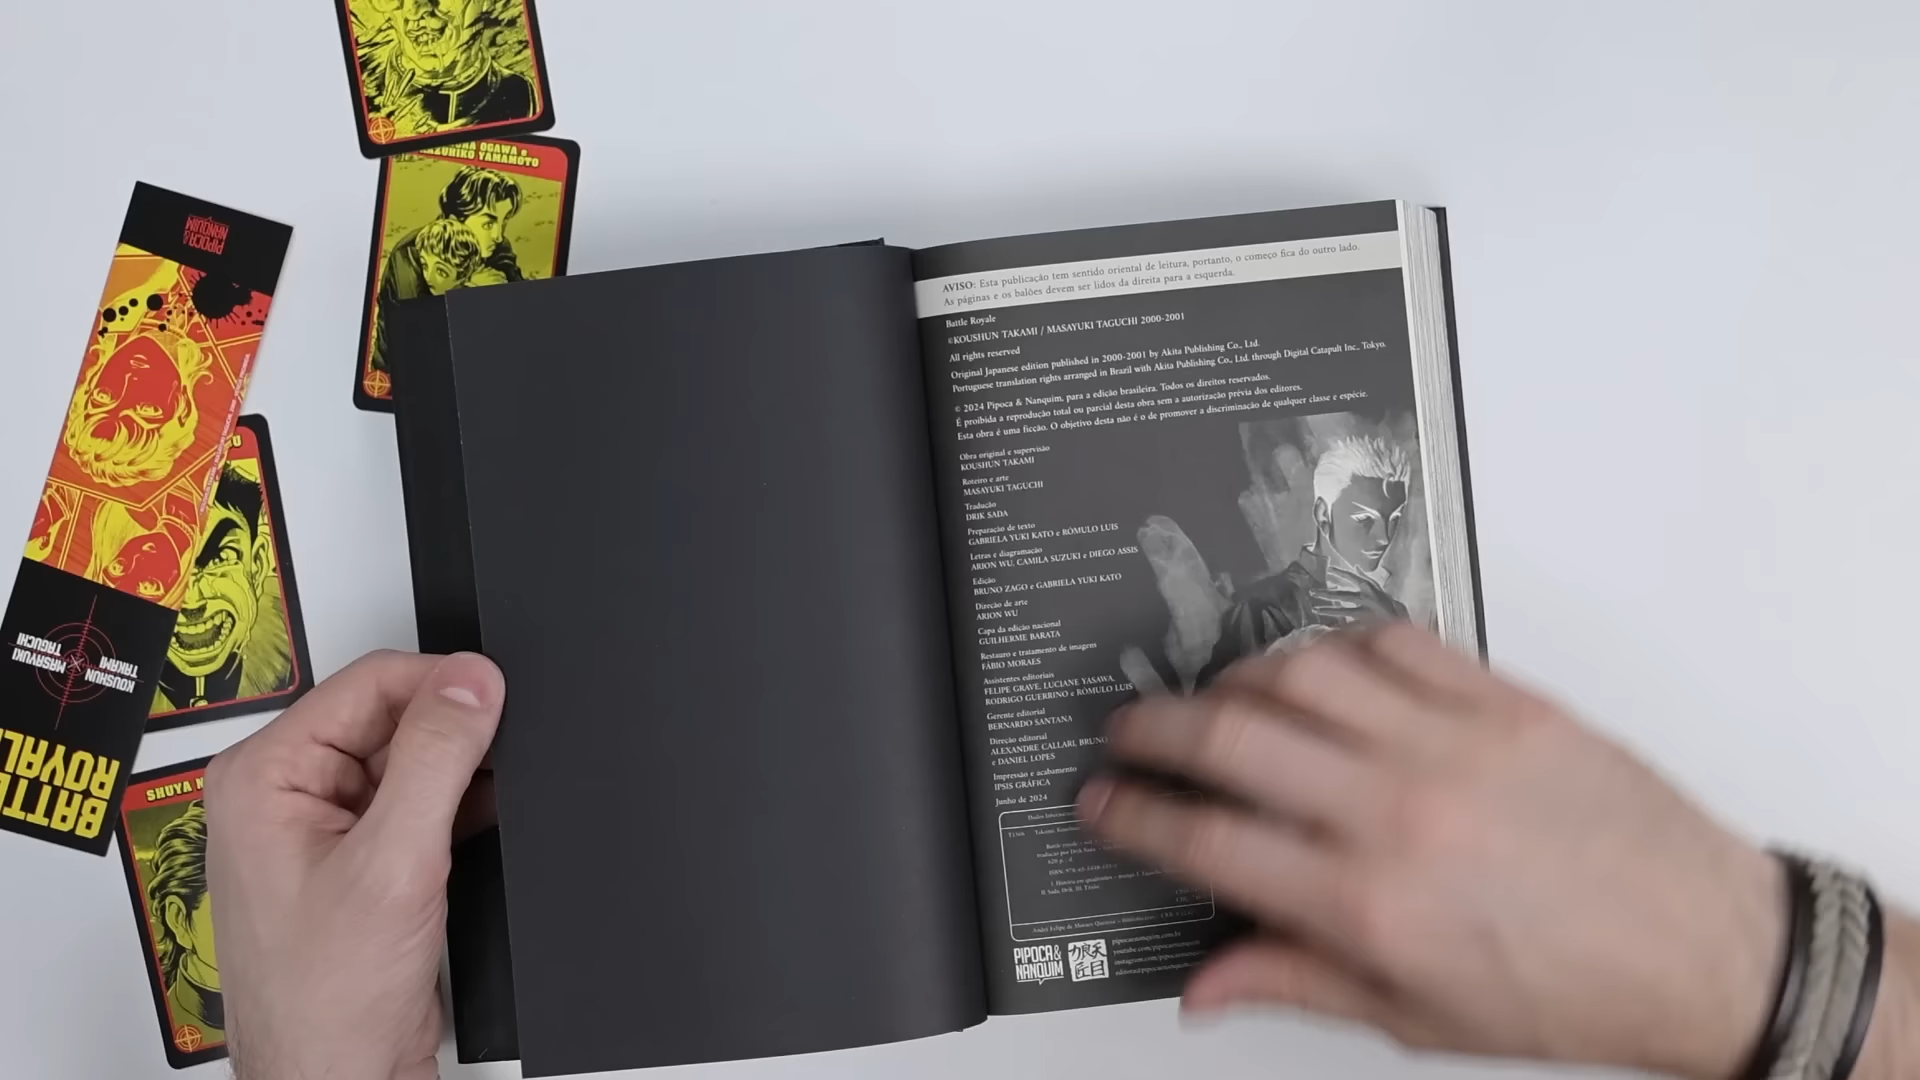 OGAWA e
KAZUHIKO YAMAMOTO
PIPOCA &
NANQUIM
KOUSHUN
TAKAMI
MASAYUKI
TAGUCHI
BATTLE
ROYALE
SHUYA N
AVISO: Esta publicação tem sentido oriental de leitura, portanto, o começo fica do outro lado.
As páginas e os balões devem ser lidos da direita para a esquerda.
Battle Royale
©KOUSHUN TAKAMI / MASAYUKI TAGUCHI 2000-2001
All rights reserved
Original Japanese edition published in 2000-2001 by Akita Publishing Co., Ltd.
Portuguese translation rights arranged in Brazil with Akita Publishing Co., Ltd. through Digital Catapult Inc., Tokyo.
© 2024 Pipoca & Nanquim, para a edição brasileira. Todos os direitos reservados.
É proibida a reprodução total ou parcial desta obra sem a autorização prévia dos editores.
Esta obra é uma ficção. O objetivo desta não é o de promover a discriminação de qualquer classe e espécie.
Obra original e supervisão
KOUSHUN TAKAMI
Roteiro e arte
MASAYUKI TAGUCHI
Tradução
DRIK SADA
Preparação de texto
GABRIELA YUKI KATO e RÔMULO LUIS
Letras e diagramação
ARION WU, CAMILA SUZUKI e DIEGO ASSIS
Edição
BRUNO ZAGO e GABRIELA YUKI KATO
Direção de arte
ARION WU
Capa da edição nacional
GUILHERME BARATA
Restauro e tratamento de imagem
FÁBIO MORAES
Assistentes editoriais
FELIPE GRAVE, LUCIANE YASAWA,
RODRIGO GUERRINO e RÔMULO LUIS
Gerente editorial
BERNARDO SANTANA
Direção editorial
ALEXANDRE CALLARI, BRUNO
e DANIEL LOPES
Impressão e acabamento
IPSIS GRÁFICA
Junho de 2024
PIPOCA &
NANQUIM
pipocaenanquim.com.br
youtube.com/pipocaenanquim